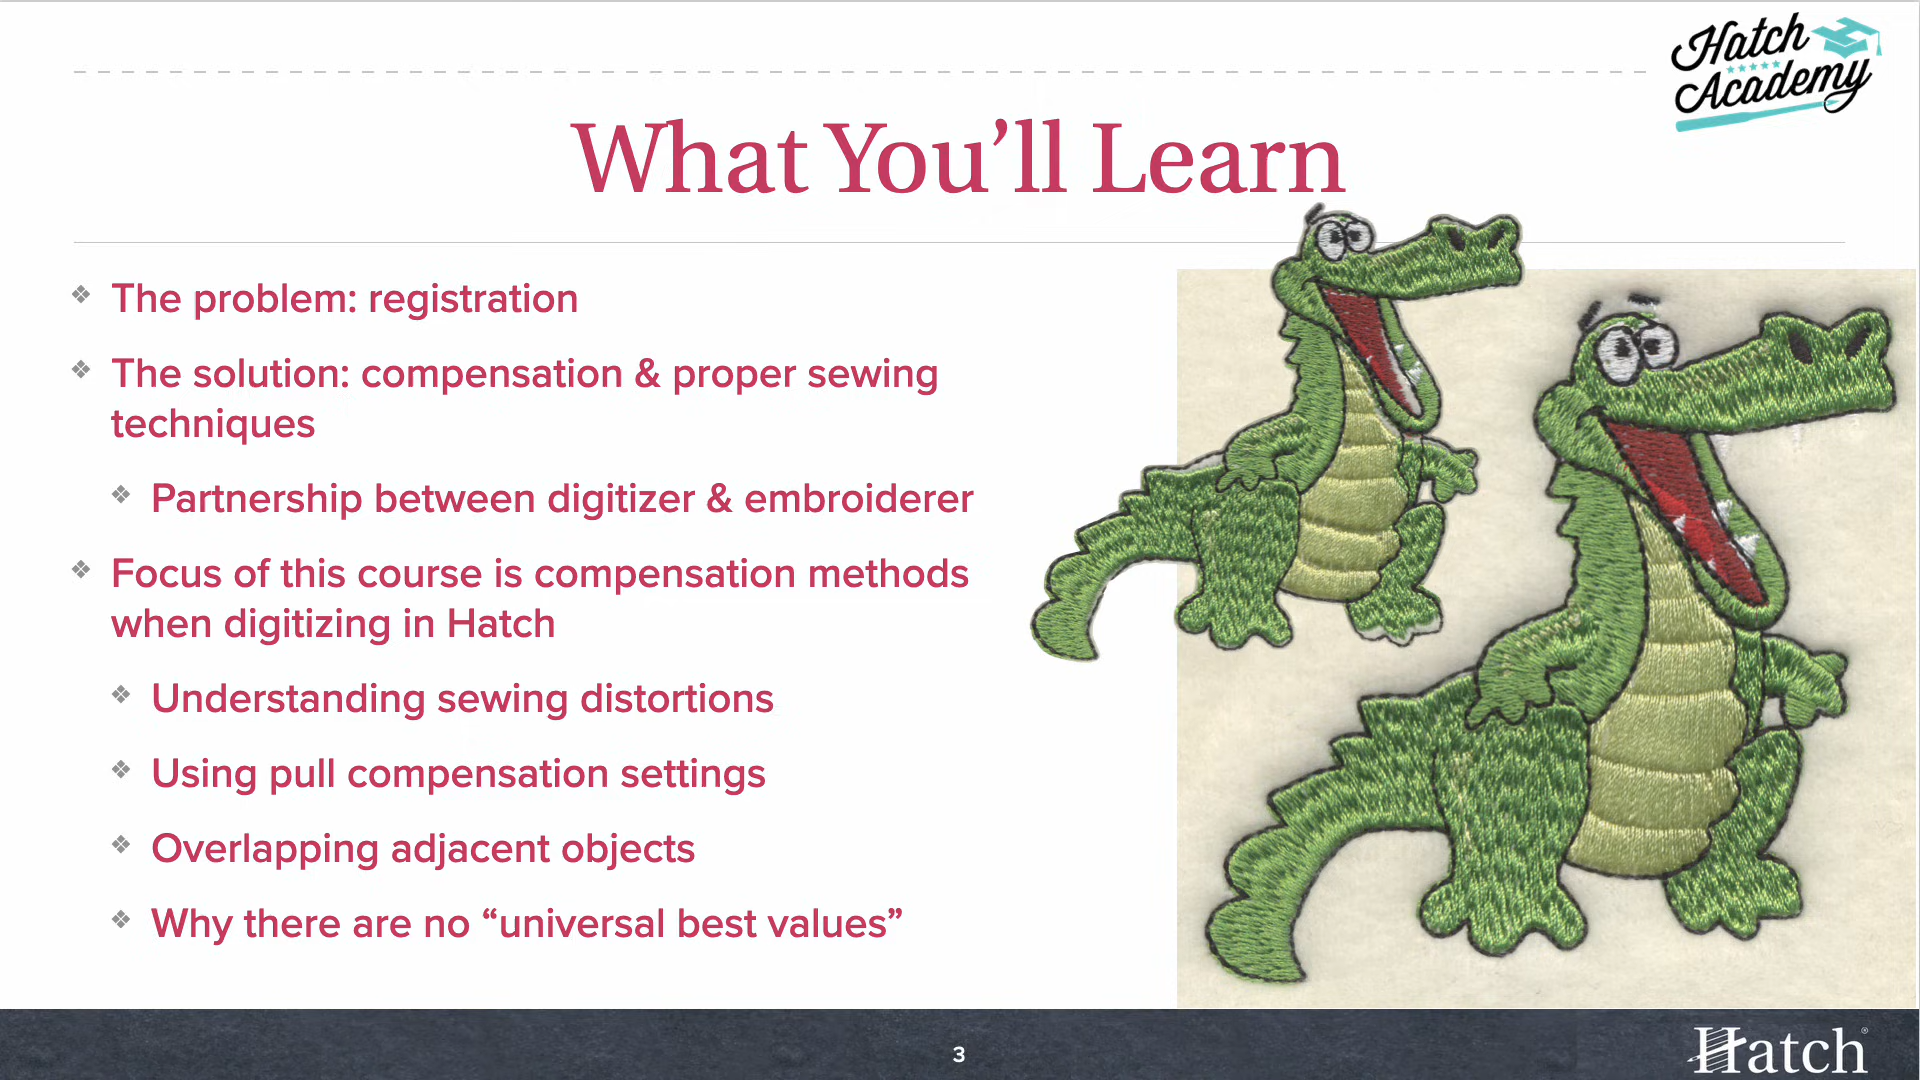 Hatch
Academy
What You’ll Learn
The problem: registration
The solution: compensation & proper sewing
techniques
Partnership between digitizer & embroiderer
Focus of this course is compensation methods
when digitizing in Hatch
Understanding sewing distortions
Using pull compensation settings
Overlapping adjacent objects
Why there are no “universal best values”
3
Hatch®